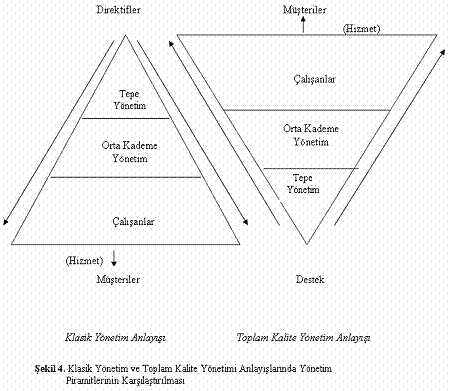 Direktifler
Tepe
Yönetim
Orta Kademe
Yönetim
Çalışanlar
(Hizmet)
Müşteriler
Klasik Yönetim Anlayışı
Müşteriler
(Hizmet)
Çalışanlar
Orta Kademe
Yönetim
Tepe
Yönetim
Destek
Toplam Kalite Yönetim Anlayışı
Şekil 4. Klasik Yönetim ve Toplam Kalite Yönetimi Anlayışlarında Yönetim
Piramitlerinin Karşılaştırılması